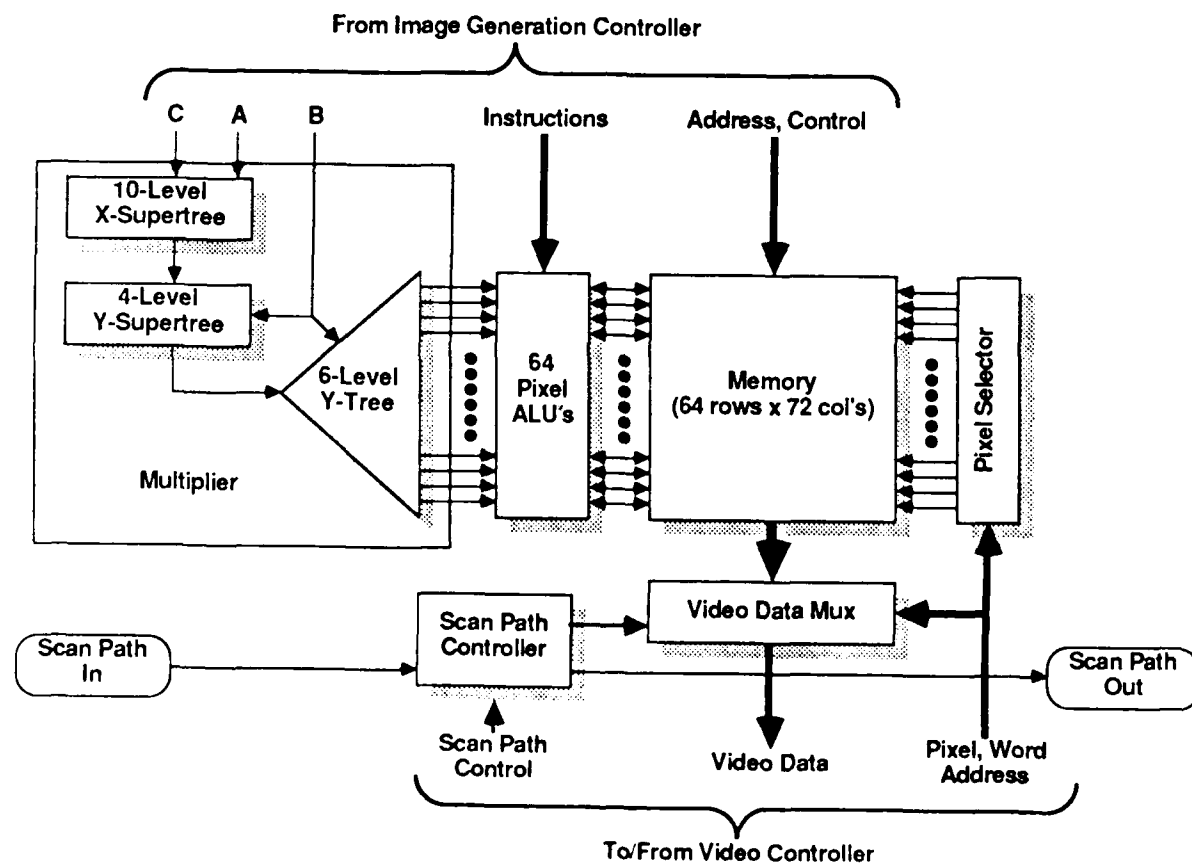 From Image Generation Controller
C
A
B
Instructions
Address, Control
10-Level
X-Supertree
4-Level
Y-Supertree
6-Level
Y-Tree
Multiplier
64
Pixel
ALU's
Memory
(64 rows x 72 col's)
Pixel Selector
Scan Path
In
Scan Path
Controller
Video Data Mux
Scan Path
Out
Scan Path
Control
Video Data
Pixel, Word
Address
To/From Video Controller